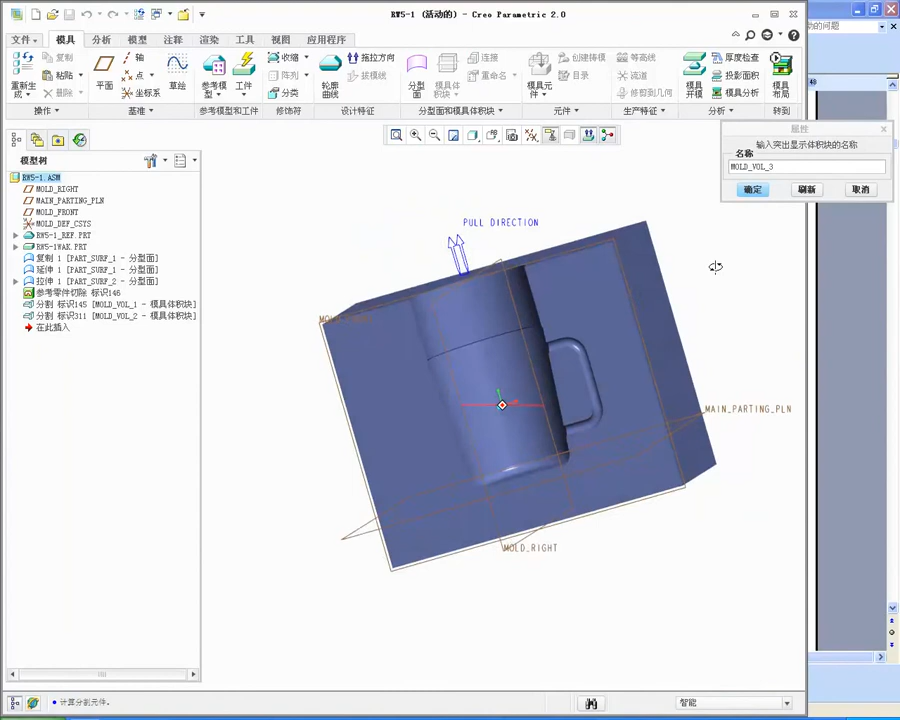 RW5-1 (活动的) - Creo Parametric 2.0
动的问题
文件 模具 分析 模型 注释 渲染 工具 视图 应用程序
重新生成 复制 粘贴 删除
平面 轴 点 坐标系 草绘
参考模型 工件
收缩 阵列 分类
轮廓曲线 拖拉方向 拔模线
分型面 模具体积块 连接 重命名
模具元件 创建铸模 目录
等高线 流道 修剪到几何
模具开模 厚度检查 投影面积 模具分析
模具布局
操作 基准 参考模型和工件 修饰符 设计特征 分型面和模具体积块 元件 生产特征 分析 转到
属性
输入突出显示体积块的名称
名称
MOLD_VOL_3
确定 刷新 取消
模型树
RW5-1.ASM
MOLD_RIGHT
MAIN_PARTING_PLN
MOLD_FRONT
MOLD_DEF_CSYS
RW5-1_REF.PRT
RW5-1WAK.PRT
复制 1 [PART_SURF_1 - 分型面]
延伸 1 [PART_SURF_1 - 分型面]
拉伸 1 [PART_SURF_2 - 分型面]
参考零件切除 标识146
分割 标识145 [MOLD_VOL_1 - 模具体积块]
分割 标识311 [MOLD_VOL_2 - 模具体积块]
在此插入
PULL DIRECTION
MAIN_PARTING_PLN
MOLD_RIGHT
计算分割元件。
智能